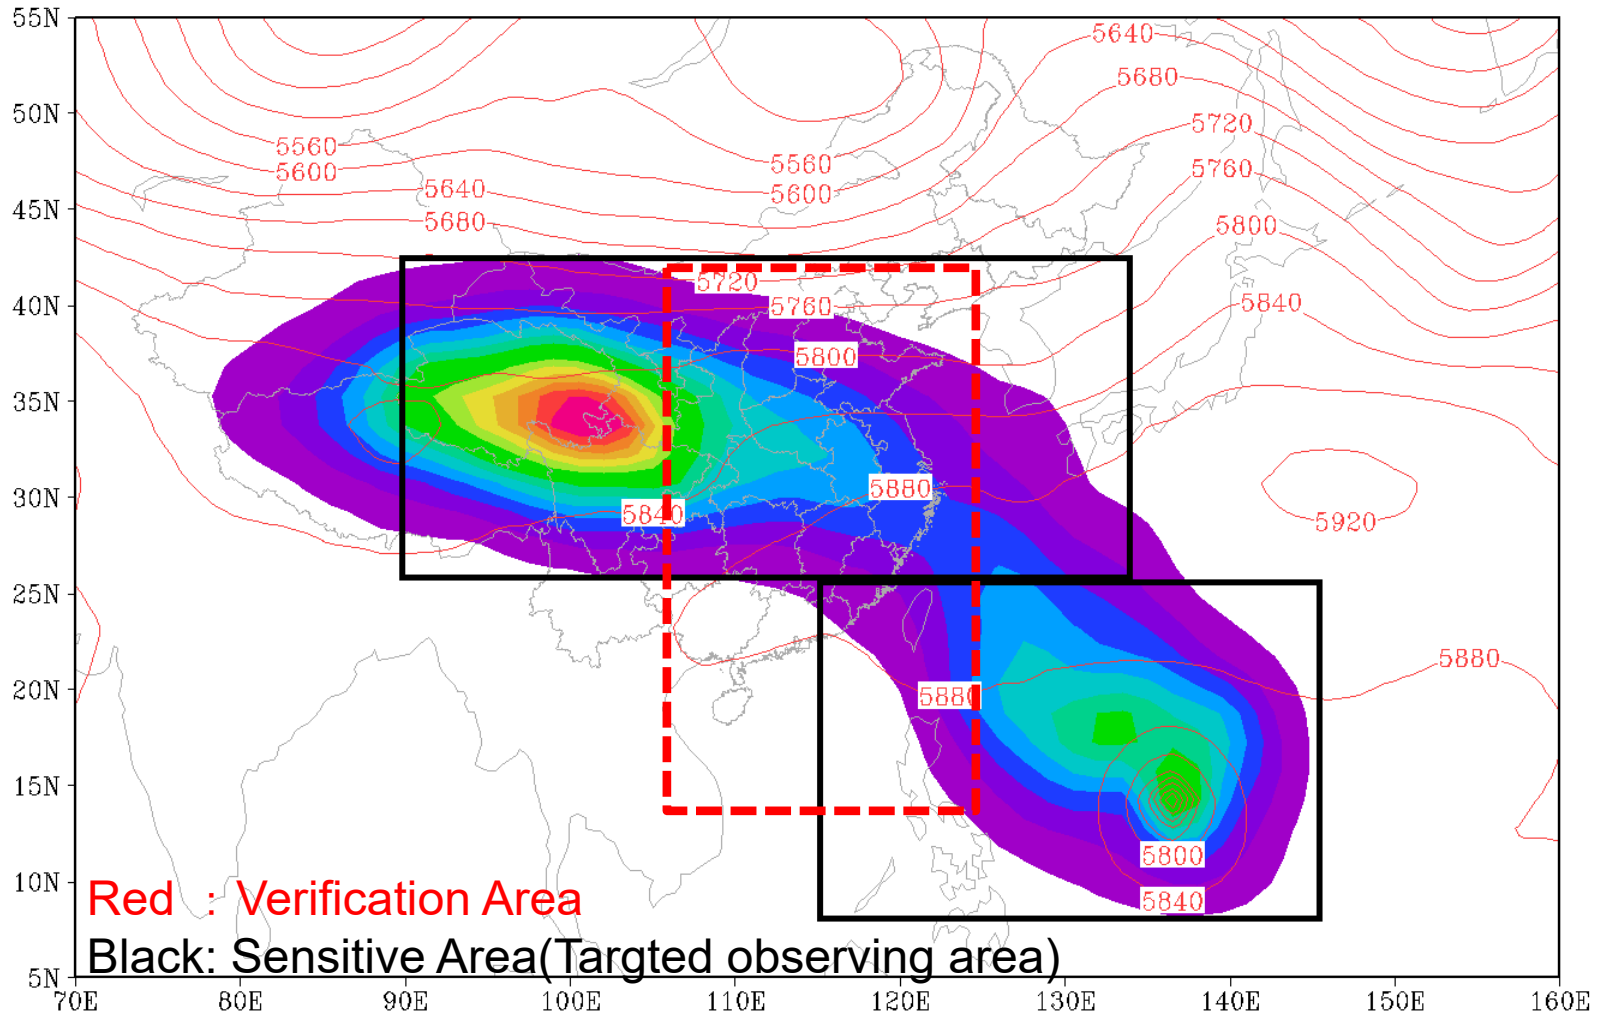 55N
5640
5680
50N
5720
5560
5560
5760
5600
5600
5640
45N
5680
5800
5720
40N
5760
5840
5800
35N
5880
30N
5840
5920
25N
5880
5880
20N
15N
5800
10N
5840
Red : Verification Area
Black: Sensitive Area(Targted observing area)
5N
70E 80E 90E 100E 110E 120E 130E 140E 150E 160E